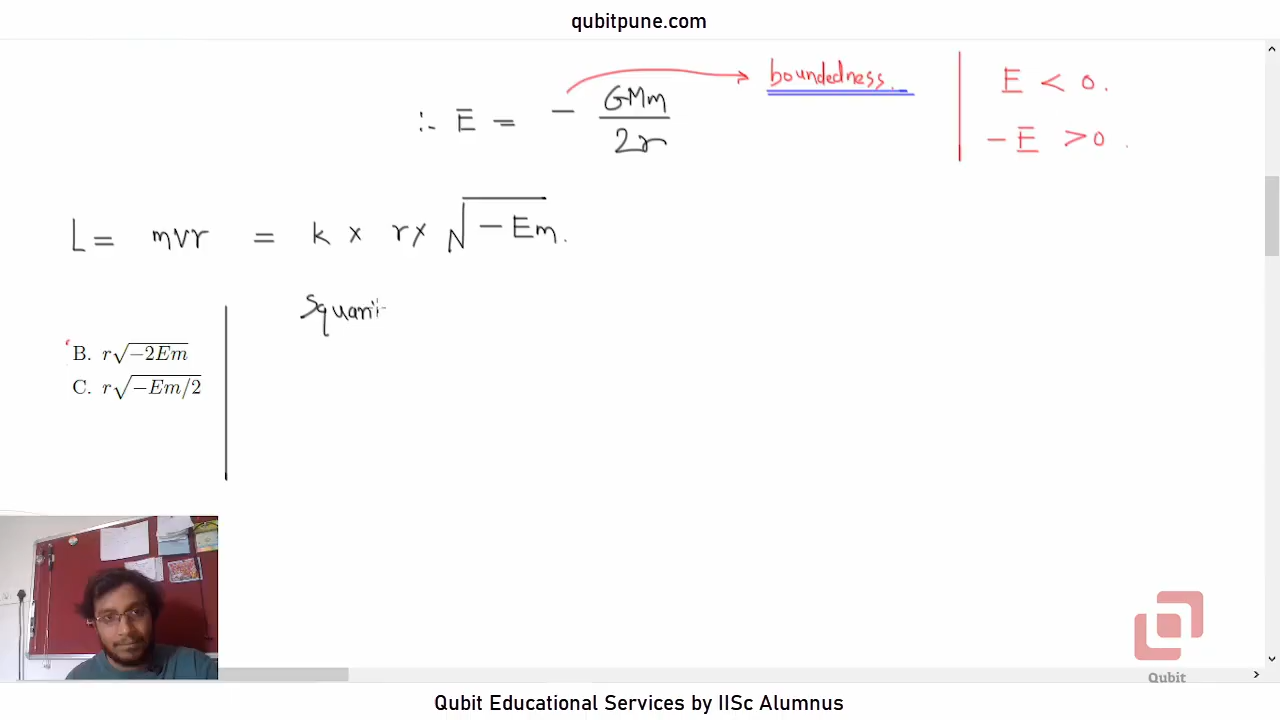 qubitpune.com
boundedness.
E < 0.
∴ E = - GMm / 2r
-E > 0.
L = mvr = k × r × √-Em.
Squari
B. r√-2Em
C. r√-Em/2
Qubit
Qubit Educational Services by IISc Alumnus